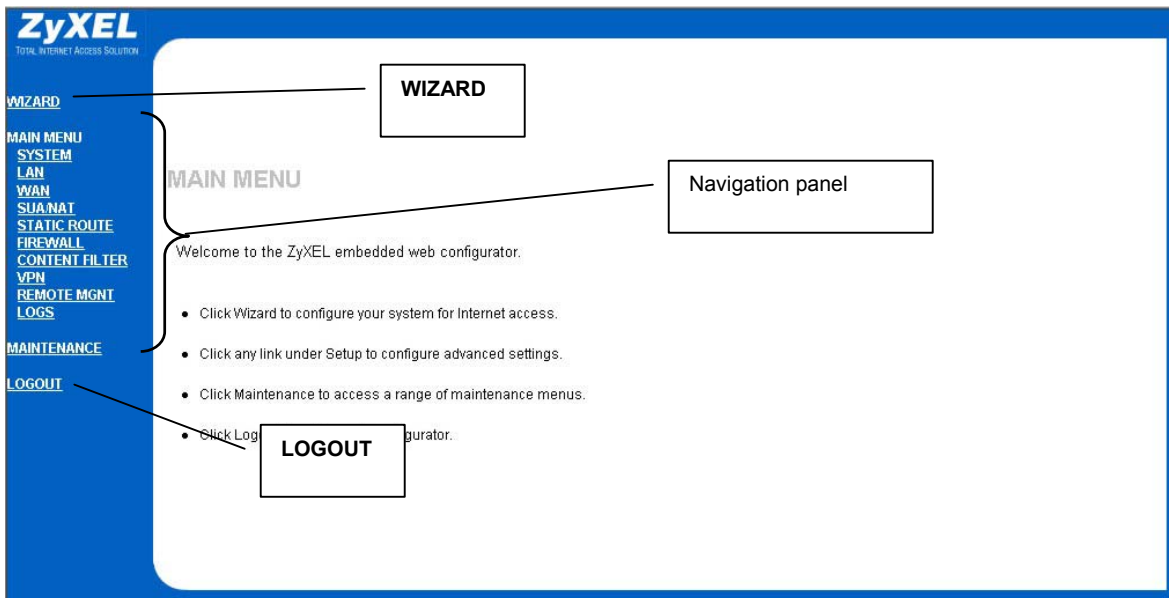 ZyXEL
TOTAL INTERNET ACCESS SOLUTION
WIZARD
MAIN MENU
SYSTEM
LAN
WAN
SUA/NAT
STATIC ROUTE
FIREWALL
CONTENT FILTER
VPN
REMOTE MGNT
LOGS
MAINTENANCE
LOGOUT
WIZARD
Navigation panel
MAIN MENU
Welcome to the ZyXEL embedded web configurator.
• Click Wizard to configure your system for Internet access.
• Click any link under Setup to configure advanced settings.
• Click Maintenance to access a range of maintenance menus.
• Click
LOGOUT